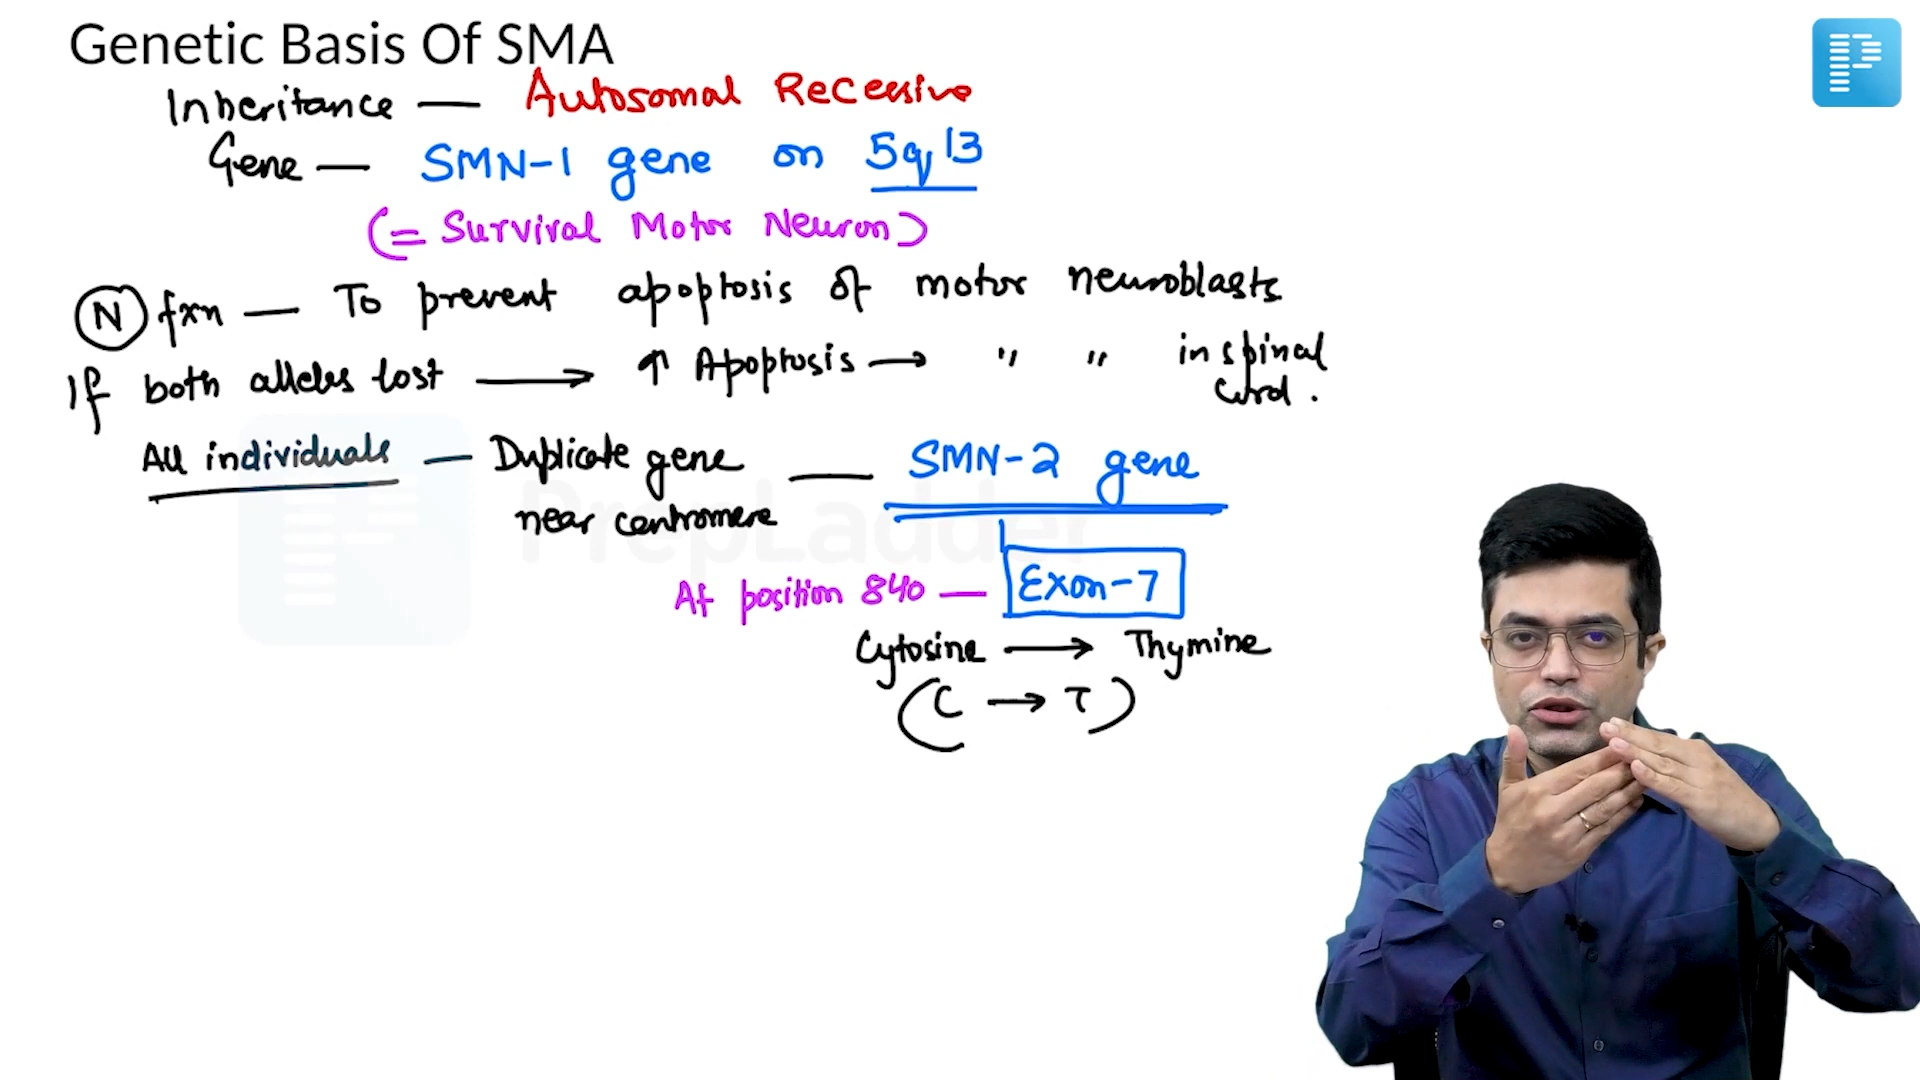 Genetic Basis Of SMA
Inheritance — Autosomal Recessive
Gene — SMN-1 gene on 5q13
(= Survival Motor Neuron)
(N) fxn — To prevent apoptosis of motor neuroblasts
If both alleles lost → ↑ Apoptosis → " " in spinal
cord.
All individuals — Duplicate gene — SMN-2 gene
near centromere
PrepLadder
At position 840 — Exon-7
Cytosine → Thymine
(C → T)